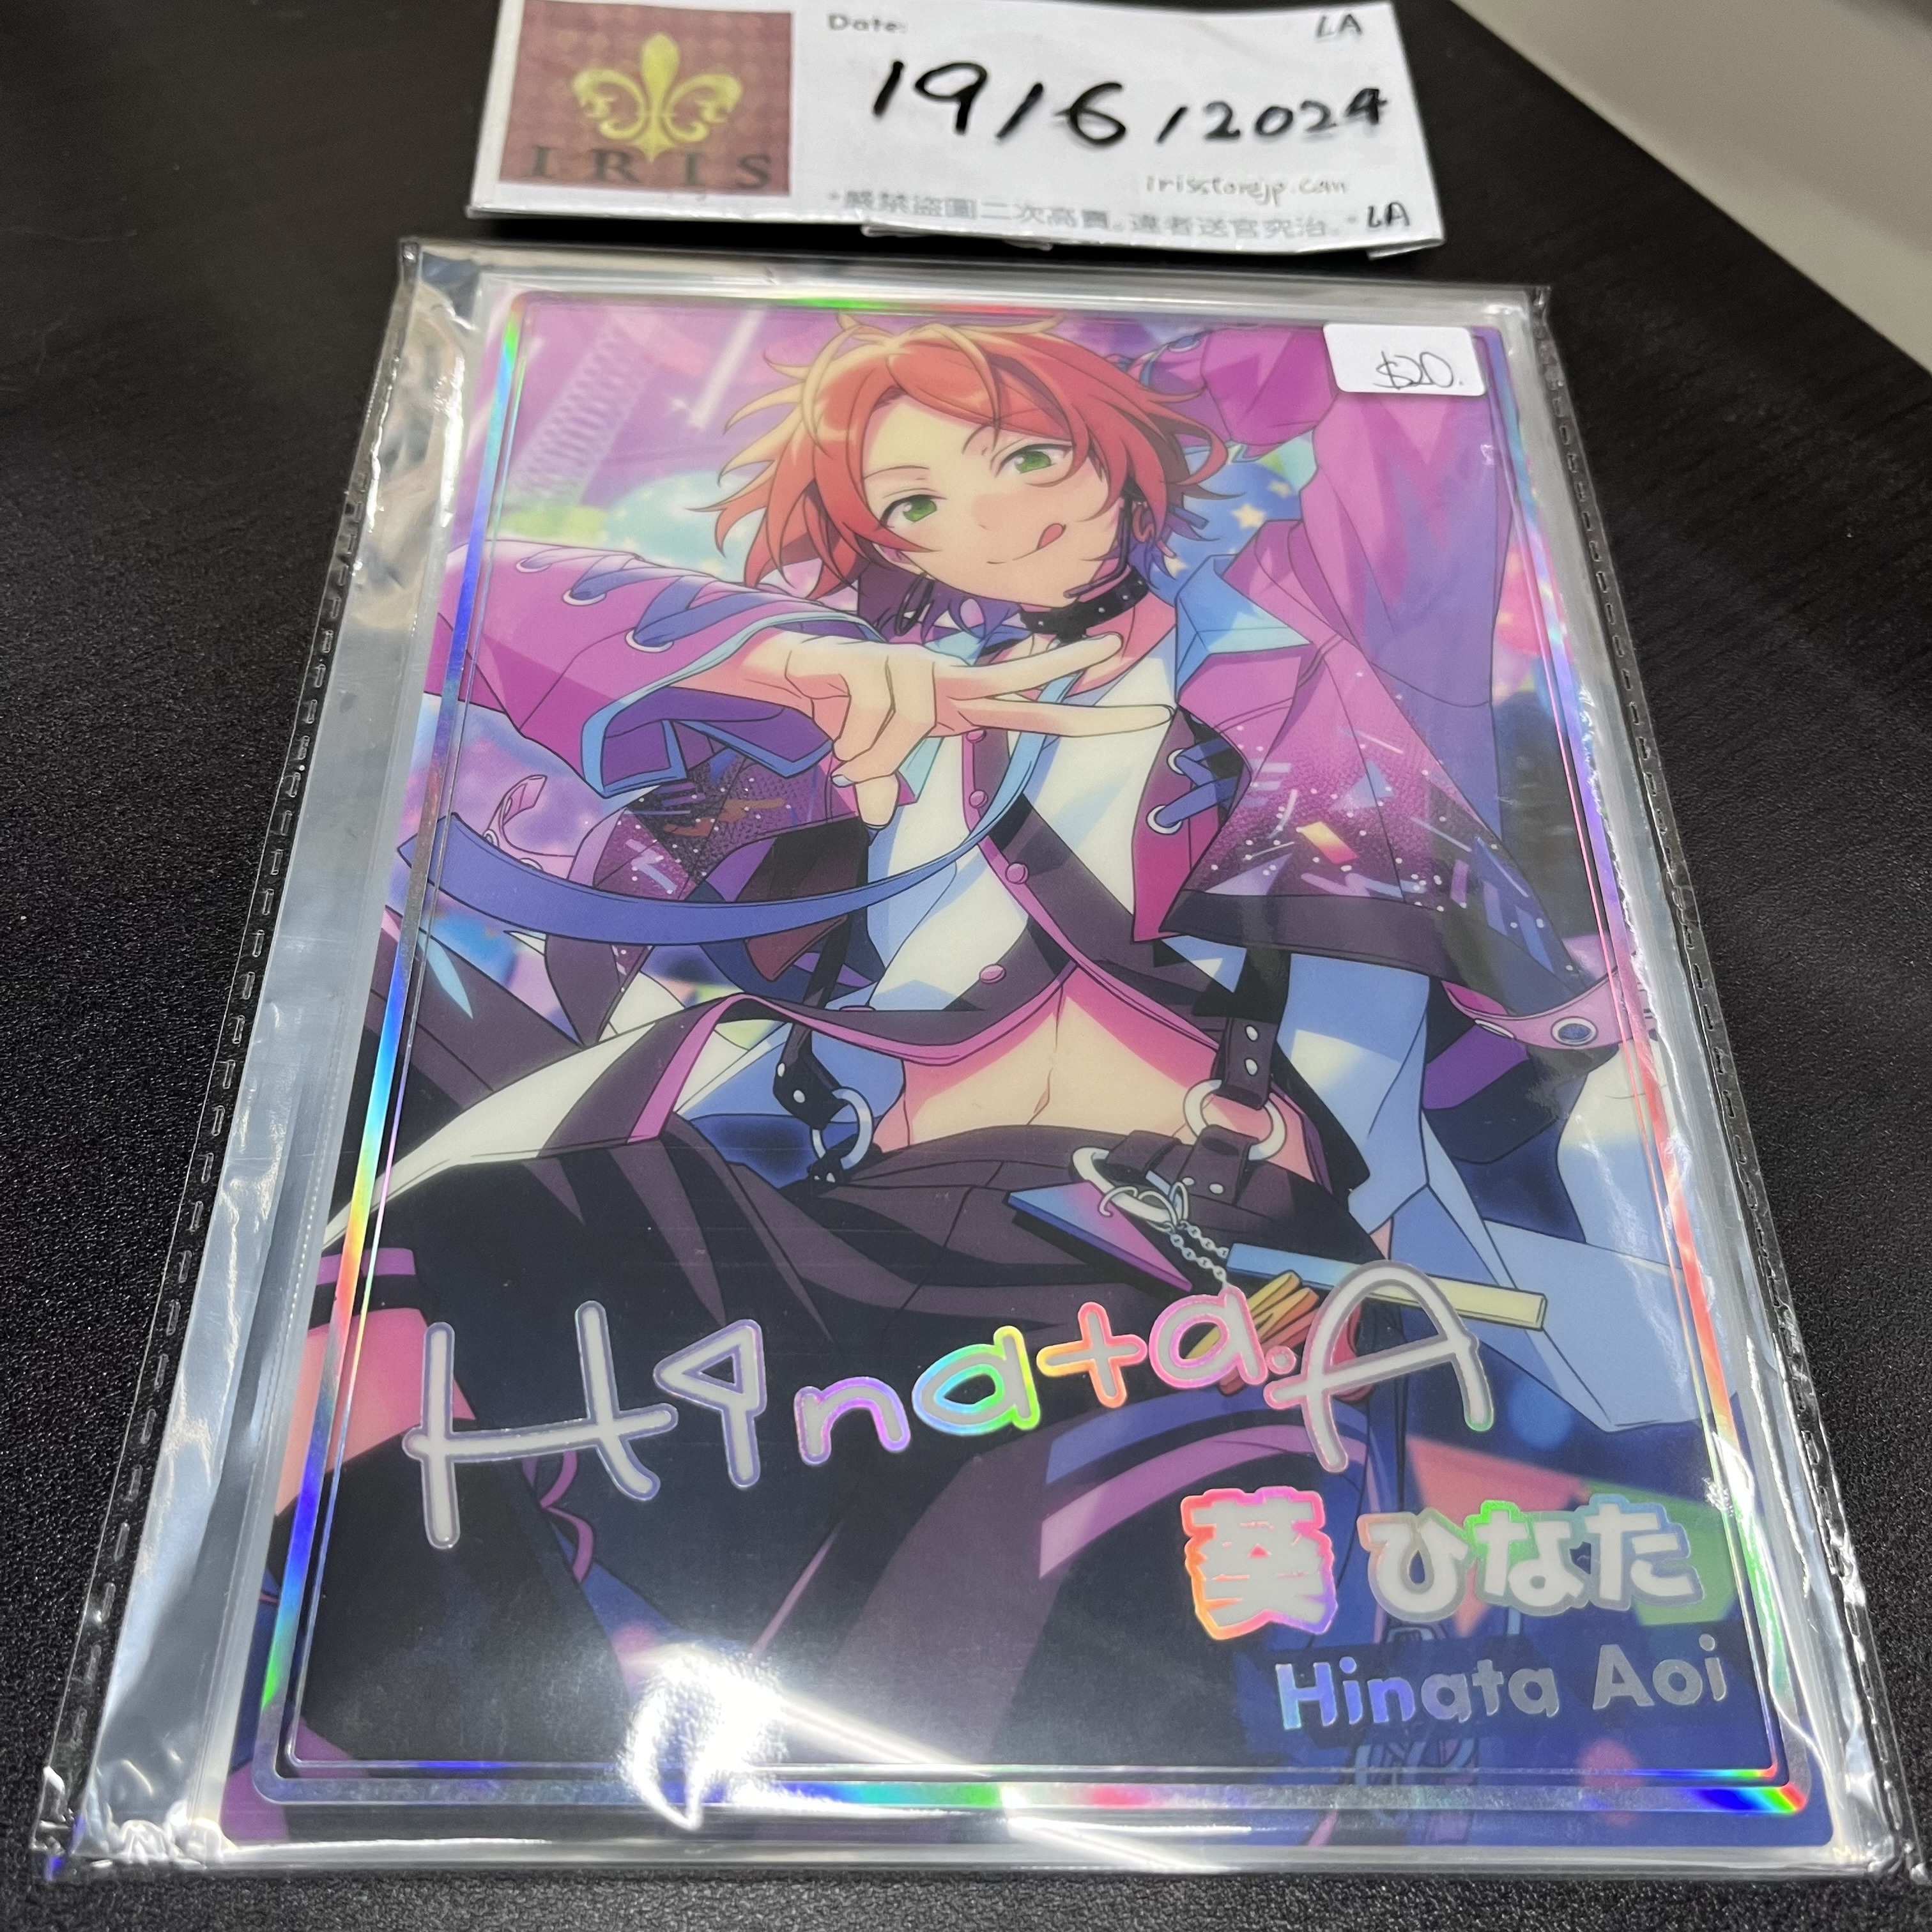 Date:
LA
19/6/2024
IRIS
irisstorejp.com
*嚴禁盜圖二次高賣。違者送官究治。*
LA
$20.
Hinata.A
葵ひなた
Hinata Aoi